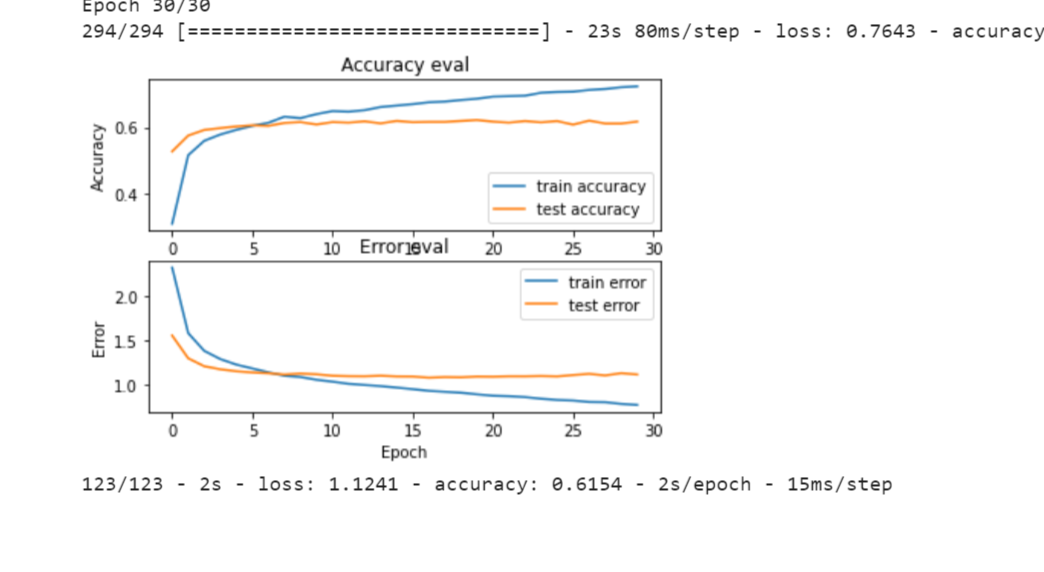 Epoch 30/30
294/294 [==============================] - 23s 80ms/step - loss: 0.7643 - accuracy
Accuracy eval
Accuracy
0.6
0.4
train accuracy
test accuracy
0 5 10 15 20 25 30
Error eval
Error
2.0
1.5
1.0
train error
test error
0 5 10 15 20 25 30
Epoch
123/123 - 2s - loss: 1.1241 - accuracy: 0.6154 - 2s/epoch - 15ms/step